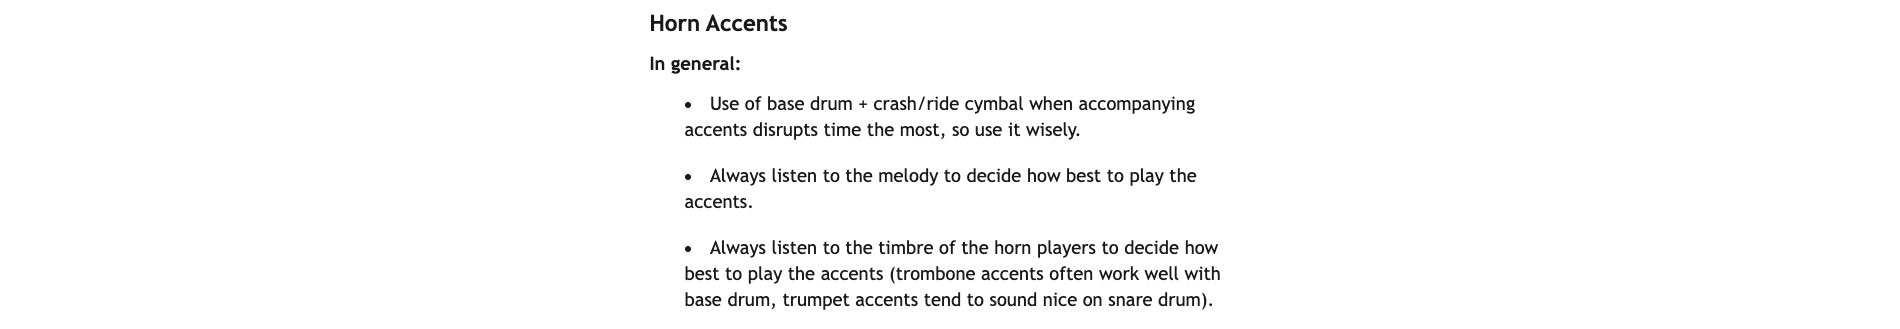 Horn Accents
In general:
• Use of base drum + crash/ride cymbal when accompanying
accents disrupts time the most, so use it wisely.
• Always listen to the melody to decide how best to play the
accents.
• Always listen to the timbre of the horn players to decide how
best to play the accents (trombone accents often work well with
base drum, trumpet accents tend to sound nice on snare drum).